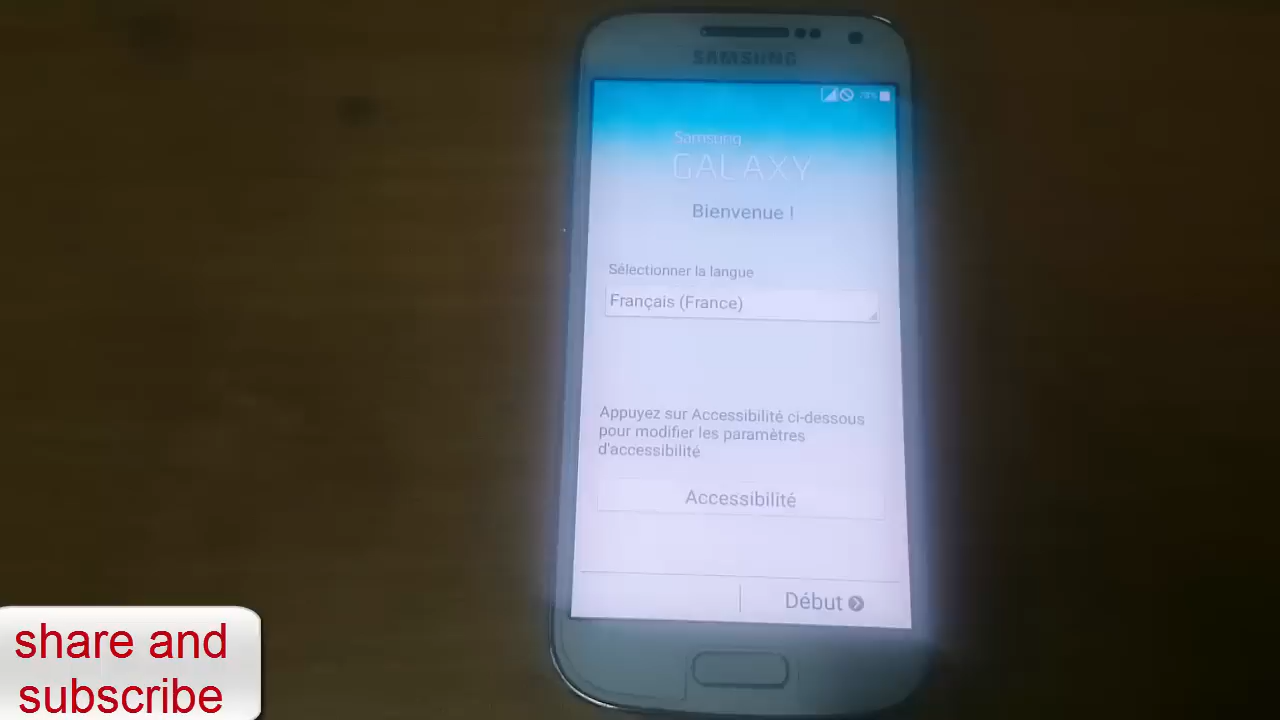 SAMSUNG
78%
Samsung
GALAXY
Bienvenue !
Sélectionner la langue
Français (France)
Appuyez sur Accessibilité ci-dessous
pour modifier les paramètres
d'accessibilité
Accessibilité
Début
share and
subscribe